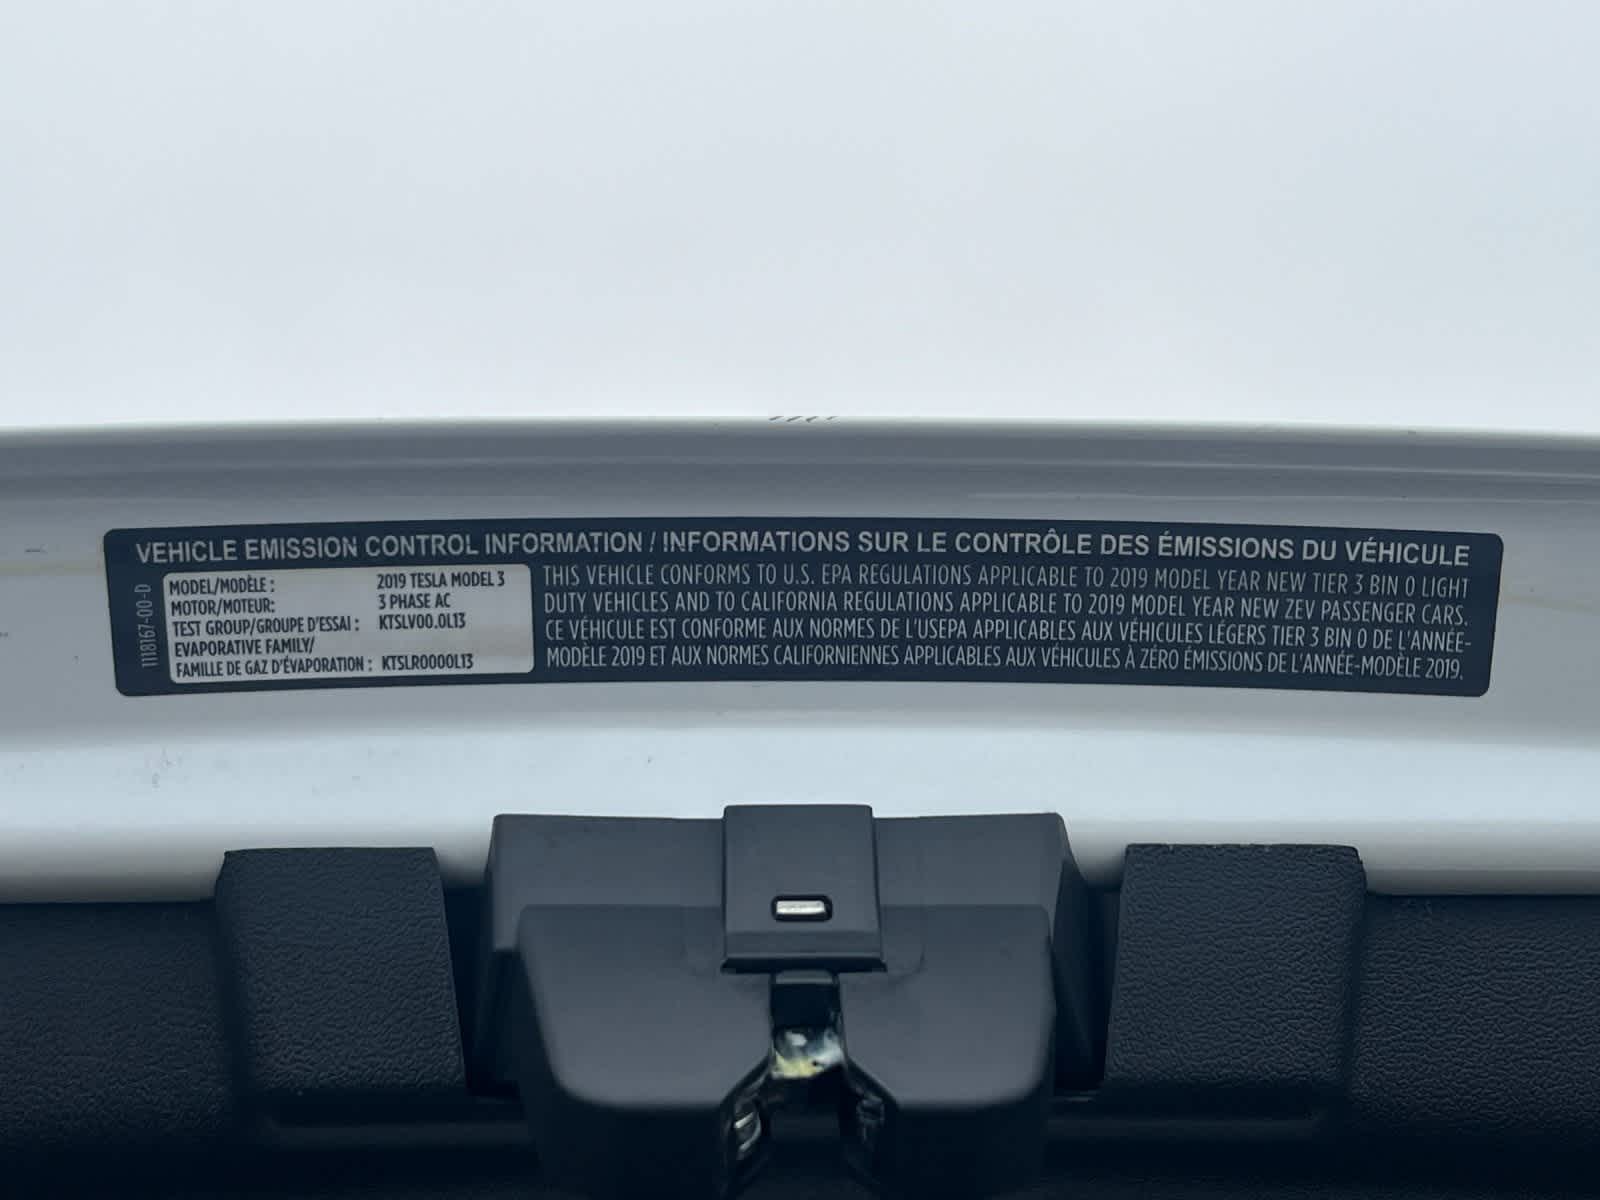 VEHICLE EMISSION CONTROL INFORMATION / INFORMATIONS SUR LE CONTRÔLE DES ÉMISSIONS DU VÉHICULE
1118167-00-D
MODEL/MODÈLE : 2019 TESLA MODEL 3
MOTOR/MOTEUR: 3 PHASE AC
TEST GROUP/GROUPE D'ESSAI : KTSLV00.0L13
EVAPORATIVE FAMILY/
FAMILLE DE GAZ D'ÉVAPORATION : KTSLR0000L13
THIS VEHICLE CONFORMS TO U.S. EPA REGULATIONS APPLICABLE TO 2019 MODEL YEAR NEW TIER 3 BIN 0 LIGHT
DUTY VEHICLES AND TO CALIFORNIA REGULATIONS APPLICABLE TO 2019 MODEL YEAR NEW ZEV PASSENGER CARS.
CE VÉHICULE EST CONFORME AUX NORMES DE L'USEPA APPLICABLES AUX VÉHICULES LÉGERS TIER 3 BIN 0 DE L'ANNÉE-
MODÈLE 2019 ET AUX NORMES CALIFORNIENNES APPLICABLES AUX VÉHICULES À ZÉRO ÉMISSIONS DE L'ANNÉE-MODÈLE 2019.